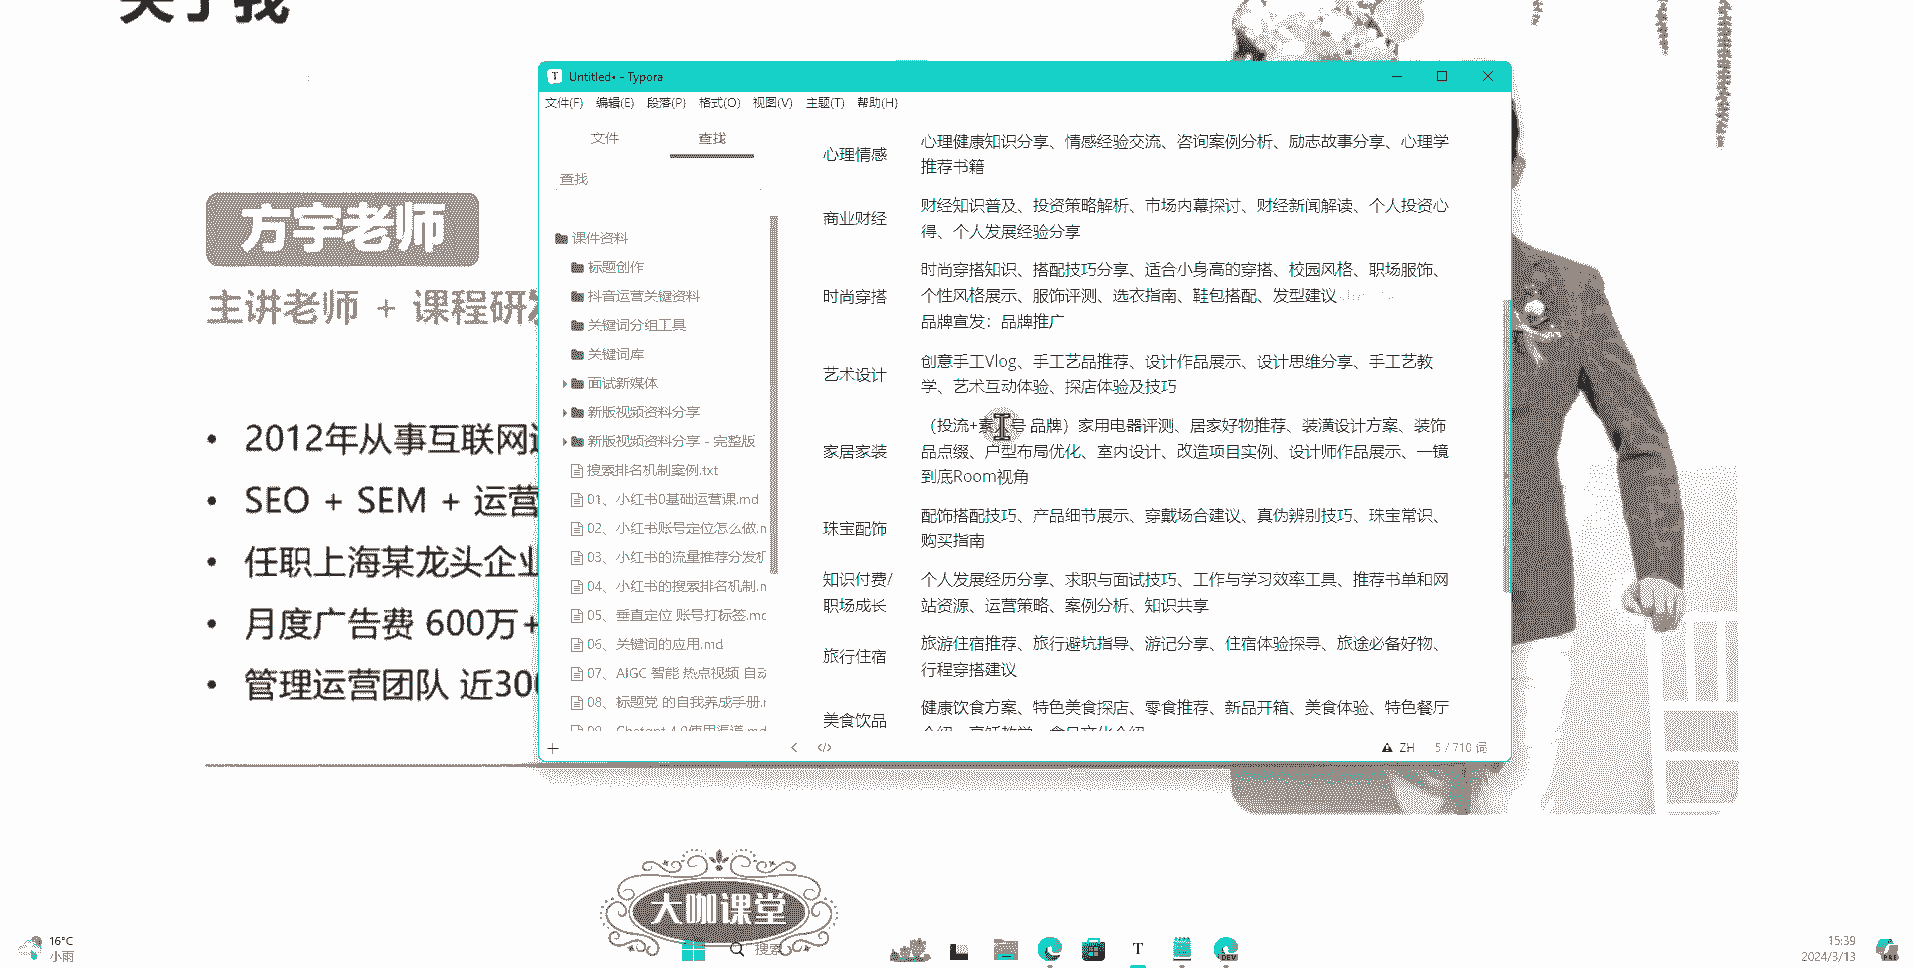 关于我
方宇老师
主讲老师 + 课程研发
2012年从事互联网
SEO + SEM + 运营
任职上海某龙头企业
月度广告费 600万+
管理运营团队 近300
Untitled• - Typora
文件(F) 编辑(E) 段落(P) 格式(O) 视图(V) 主题(T) 帮助(H)
文件 查找
查找
课件资料
标题创作
抖音运营关键资料
关键词分组工具
关键词库
面试新媒体
新版视频资料分享
新版视频资料分享 - 完整版
搜索排名机制案例.txt
01、小红书0基础运营课.md
02、小红书账号定位怎么做.m
03、小红书的流量推荐分发机
04、小红书的搜索排名机制.m
05、垂直定位 账号打标签.md
06、关键词的应用.md
07、AIGC 智能 热点视频 自动
08、标题党 的自我养成手册.m
09、Chatgpt 4.0使用渠道.md
心理情感
心理健康知识分享、情感经验交流、咨询案例分析、励志故事分享、心理学
推荐书籍
商业财经
财经知识普及、投资策略解析、市场内幕探讨、财经新闻解读、个人投资心
得、个人发展经验分享
时尚穿搭
时尚穿搭知识、搭配技巧分享、适合小身高的穿搭、校园风格、职场服饰、
个性风格展示、服饰评测、选衣指南、鞋包搭配、发型建议
品牌宣发：品牌推广
艺术设计
创意手工Vlog、手工艺品推荐、设计作品展示、设计思维分享、手工艺教
学、艺术互动体验、探店体验及技巧
家居家装
（投流+素 号 品牌）家用电器评测、居家好物推荐、装潢设计方案、装饰
品点缀、户型布局优化、室内设计、改造项目实例、设计师作品展示、一镜
到底Room视角
珠宝配饰
配饰搭配技巧、产品细节展示、穿戴场合建议、真伪辨别技巧、珠宝常识、
购买指南
知识付费/
职场成长
个人发展经历分享、求职与面试技巧、工作与学习效率工具、推荐书单和网
站资源、运营策略、案例分析、知识共享
旅行住宿
旅游住宿推荐、旅行避坑指导、游记分享、住宿体验探寻、旅途必备好物、
行程穿搭建议
美食饮品
健康饮食方案、特色美食探店、零食推荐、新品开箱、美食体验、特色餐厅
ZH 5 / 710 词
大咖课堂
16°C
小雨
搜索
15:39
2024/3/13